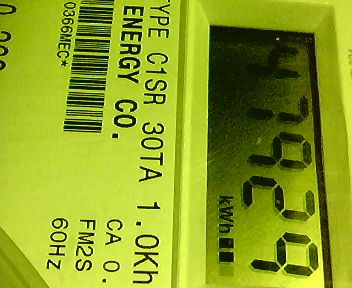 47929
kWh
TYPE C1SR 30TA 1.0Kh
ENERGY CO.
CA 0.
FM2S
60Hz
0366MEC*